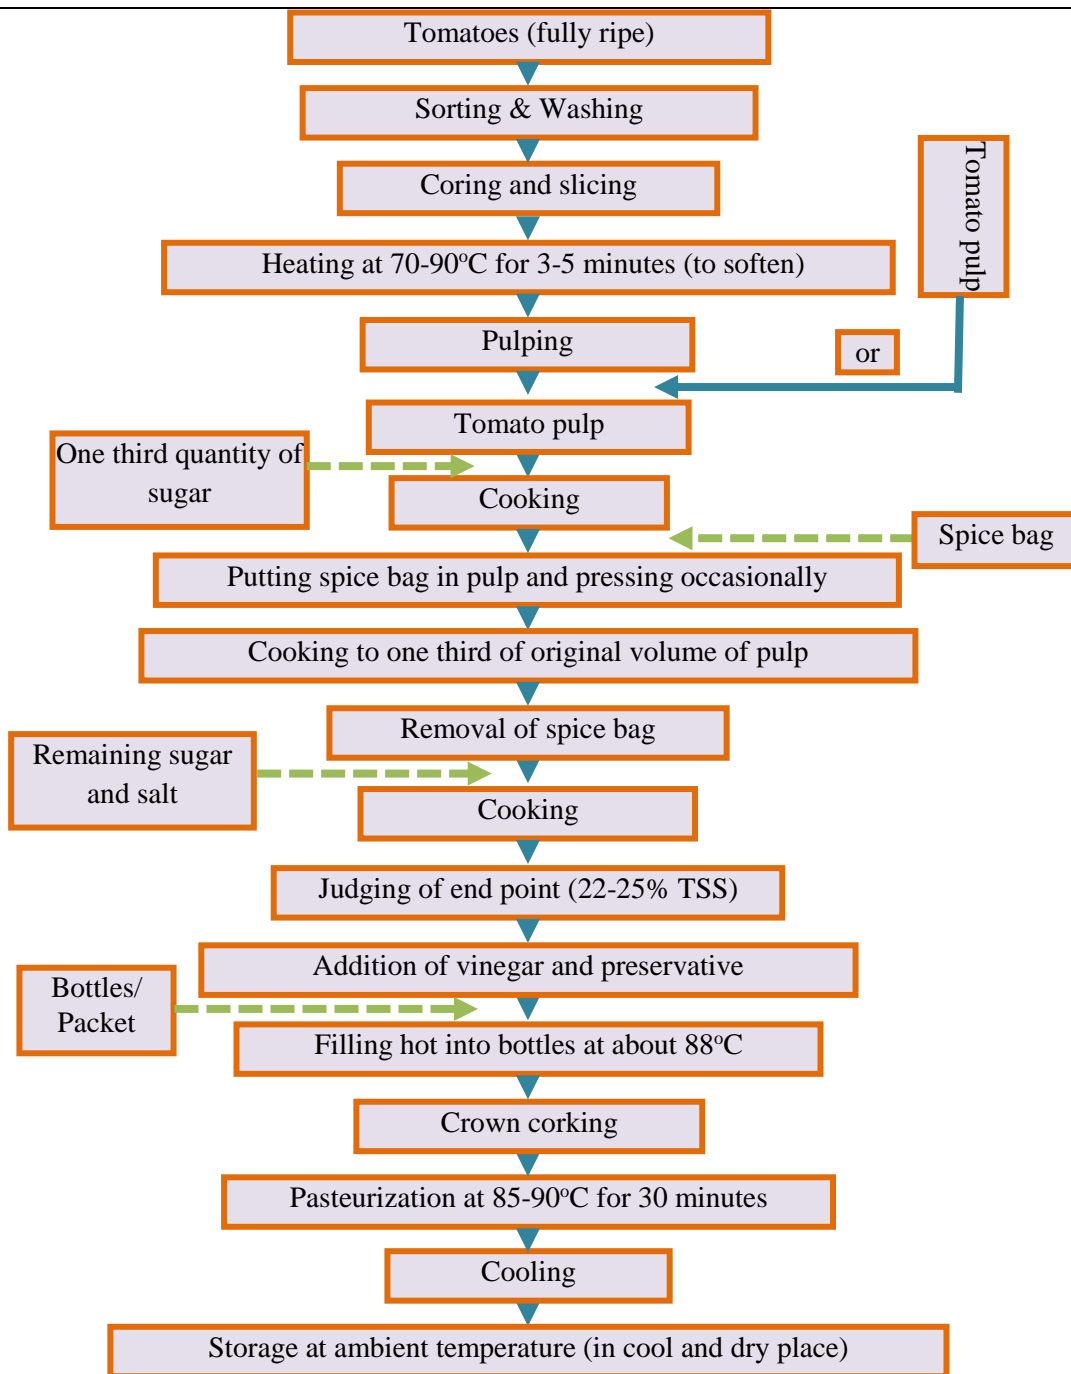 Tomatoes (fully ripe)
Sorting & Washing
Coring and slicing
Tomato pulp
Heating at 70-90°C for 3-5 minutes (to soften)
Pulping
or
Tomato pulp
One third quantity of
sugar
Cooking
Spice bag
Putting spice bag in pulp and pressing occasionally
Cooking to one third of original volume of pulp
Removal of spice bag
Remaining sugar
and salt
Cooking
Judging of end point (22-25% TSS)
Addition of vinegar and preservative
Bottles/
Packet
Filling hot into bottles at about 88°C
Crown corking
Pasteurization at 85-90°C for 30 minutes
Cooling
Storage at ambient temperature (in cool and dry place)